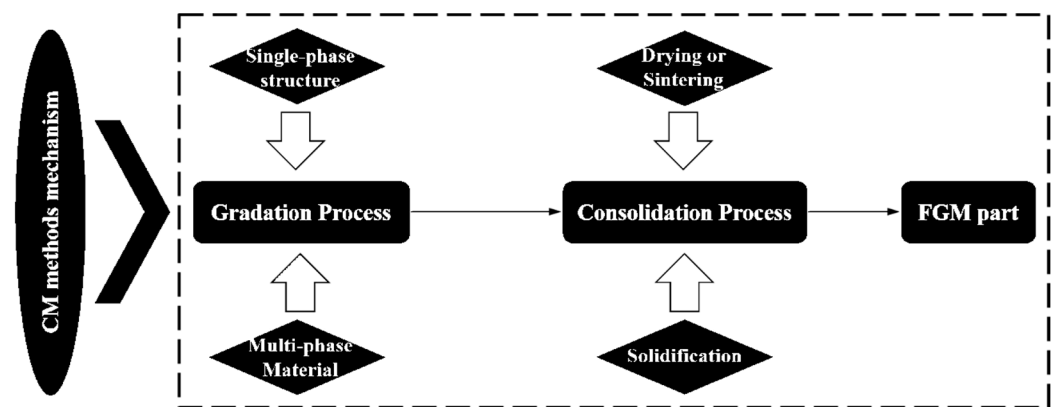 CM methods mechanism
Single-phase
structure
Drying or
Sintering
Gradation Process
Consolidation Process
FGM part
Multi-phase
Material
Solidification